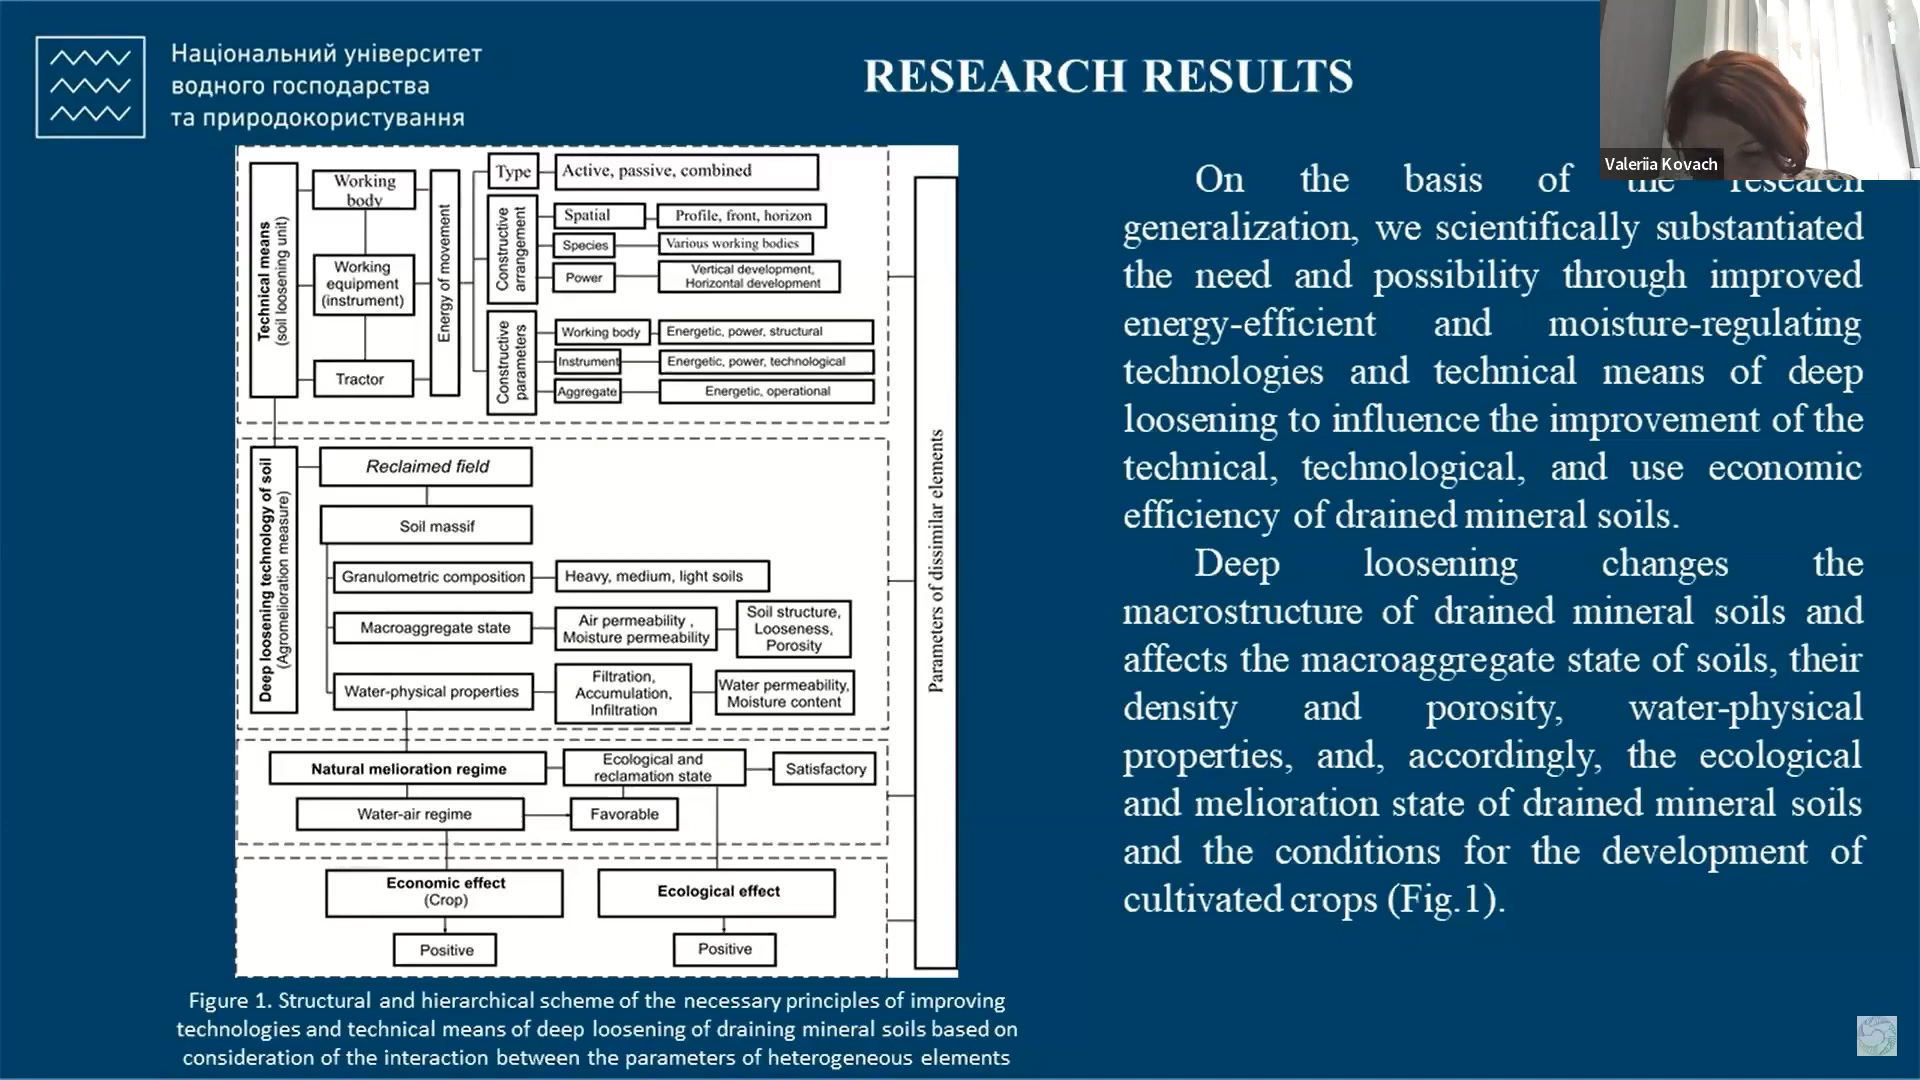 Національний університет
водного господарства
та природокористування
RESEARCH RESULTS
Valeriia Kovach
Technical means
(soil loosening unit)
Working
body
Working
equipment
(instrument)
Tractor
Energy of movement
Type
Active, passive, combined
Constructive
arrangement
Spatial
Profile, front, horizon
Species
Various working bodies
Power
Vertical development,
Horizontal development
Constructive
parameters
Working body
Energetic, power, structural
Instrument
Energetic, power, technological
Aggregate
Energetic, operational
Deep loosening technology of soil
(Agromelioration measure)
Reclaimed field
Soil massif
Granulometric composition
Heavy, medium, light soils
Macroaggregate state
Air permeability ,
Moisture permeability
Soil structure,
Looseness,
Porosity
Water-physical properties
Filtration,
Accumulation,
Infiltration
Water permeability,
Moisture content
Natural melioration regime
Ecological and
reclamation state
Satisfactory
Water-air regime
Favorable
Economic effect
(Crop)
Positive
Ecological effect
Positive
Parameters of dissimilar elements
Figure 1. Structural and hierarchical scheme of the necessary principles of improving
technologies and technical means of deep loosening of draining mineral soils based on
consideration of the interaction between the parameters of heterogeneous elements
On the basis of the research
generalization, we scientifically substantiated
the need and possibility through improved
energy-efficient and moisture-regulating
technologies and technical means of deep
loosening to influence the improvement of the
technical, technological, and use economic
efficiency of drained mineral soils.
Deep loosening changes the
macrostructure of drained mineral soils and
affects the macroaggregate state of soils, their
density and porosity, water-physical
properties, and, accordingly, the ecological
and melioration state of drained mineral soils
and the conditions for the development of
cultivated crops (Fig.1).